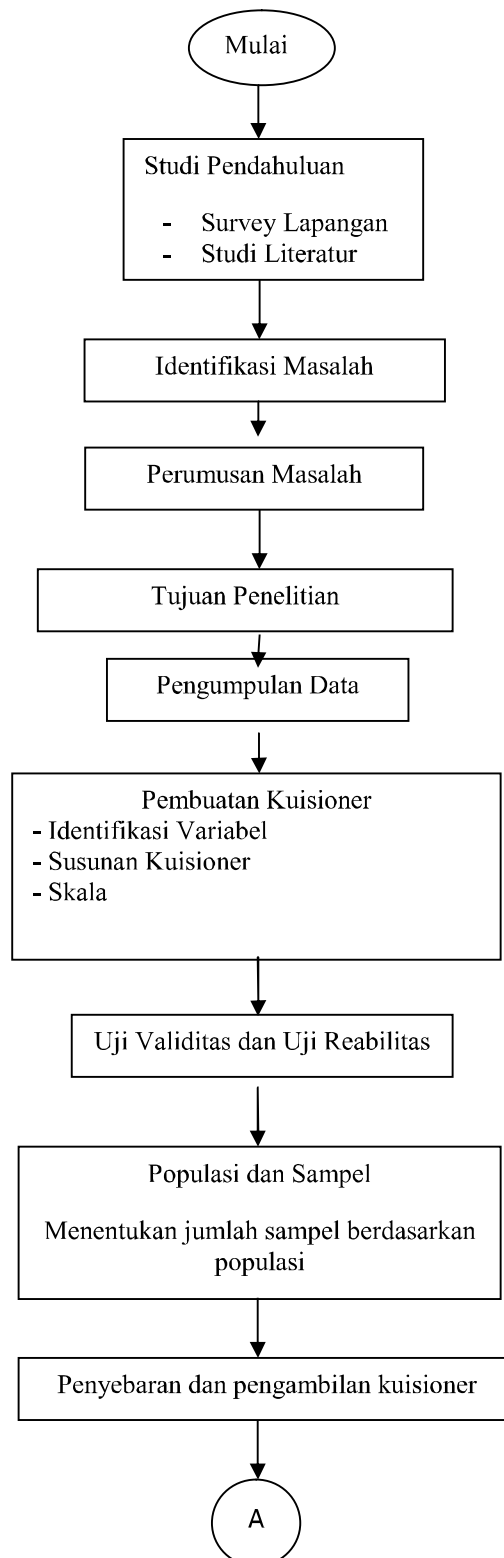 Mulai
Studi Pendahuluan
- Survey Lapangan
- Studi Literatur
Identifikasi Masalah
Perumusan Masalah
Tujuan Penelitian
Pengumpulan Data
Pembuatan Kuisioner
- Identifikasi Variabel
- Susunan Kuisioner
- Skala
Uji Validitas dan Uji Reabilitas
Populasi dan Sampel
Menentukan jumlah sampel berdasarkan
populasi
Penyebaran dan pengambilan kuisioner
A